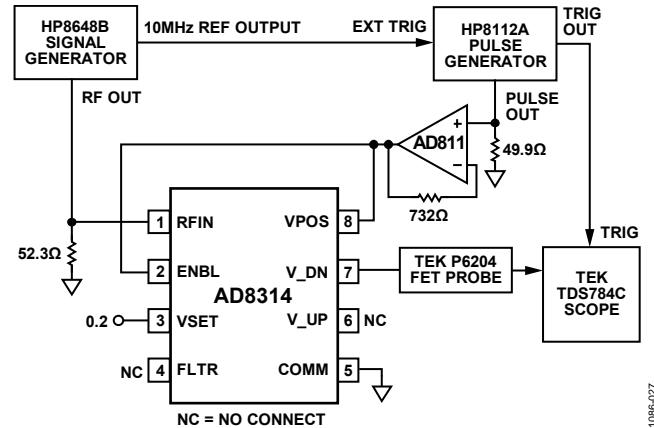 HP8648B
SIGNAL
GENERATOR
10MHz REF OUTPUT
EXT TRIG
HP8112A
PULSE
GENERATOR
TRIG
OUT
RF OUT
PULSE
OUT
+
AD811
–
49.9Ω
732Ω
52.3Ω
1 RFIN
VPOS 8
2 ENBL
V_DN 7
AD8314
0.2
3 VSET
V_UP 6 NC
NC 4 FLTR
COMM 5
TEK P6204
FET PROBE
TRIG
TEK
TDS784C
SCOPE
NC = NO CONNECT